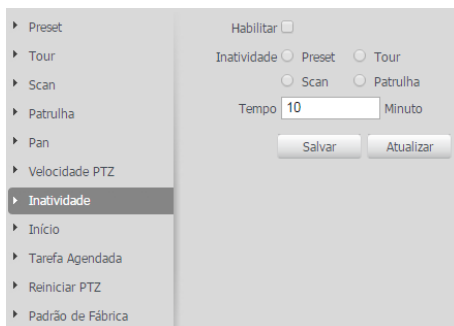 Preset
Tour
Scan
Patrulha
Pan
Velocidade PTZ
Inatividade
Início
Tarefa Agendada
Reiniciar PTZ
Padrão de Fábrica
Habilitar
Inatividade Preset Tour
Scan Patrulha
Tempo 10 Minuto
Salvar Atualizar